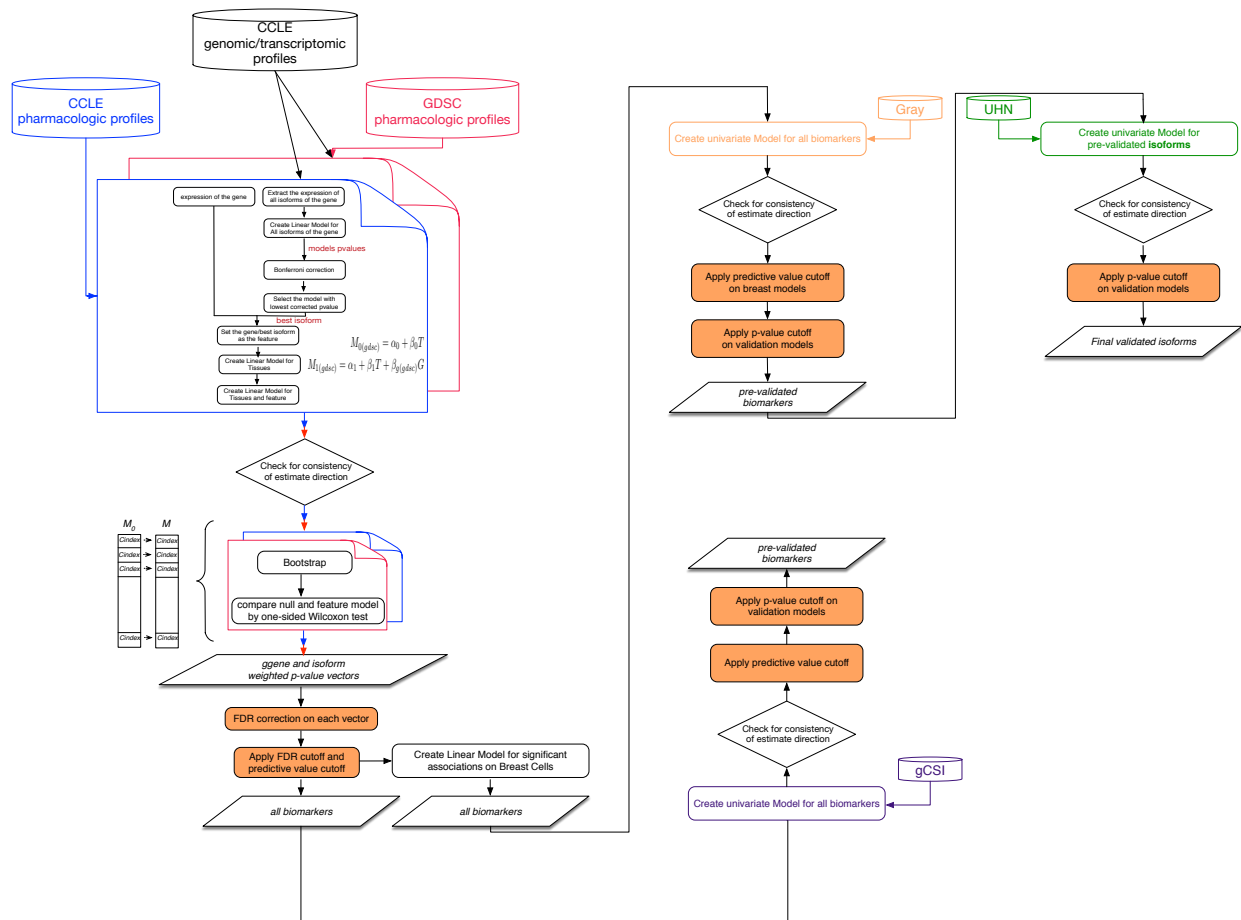 CCLE
genomic/transcriptomic
profiles
CCLE
pharmacologic profiles
GDSC
pharmacologic profiles
expression of the gene
Extract the expression of
all isoforms of the gene
Create Linear Model for
All isoforms of the gene
models pvalues
Bonferroni correction
Select the model with
lowest corrected pvalue
best isoform
Set the gene/best isoform
as the feature
Create Linear Model for
Tissues
Create Linear Model for
Tissues and feature
M0(gdsc) = α0 + β0T
M1(gdsc) = α1 + β1T + βg(gdsc)G
Check for consistency
of estimate direction
M0 M
Cindex Cindex
Cindex Cindex
Cindex Cindex
Cindex Cindex
Bootstrap
compare null and feature model
by one-sided Wilcoxon test
ggene and isoform
weighted p-value vectors
FDR correction on each vector
Apply FDR cutoff and
predictive value cutoff
Create Linear Model for significant
associations on Breast Cells
all biomarkers
all biomarkers
Gray
Create univariate Model for all biomarkers
Check for consistency
of estimate direction
Apply predictive value cutoff
on breast models
Apply p-value cutoff
on validation models
pre-validated
biomarkers
UHN
Create univariate Model for
pre-validated isoforms
Check for consistency
of estimate direction
Apply p-value cutoff
on validation models
Final validated isoforms
pre-validated
biomarkers
Apply p-value cutoff on
validation models
Apply predictive value cutoff
Check for consistency
of estimate direction
gCSI
Create univariate Model for all biomarkers